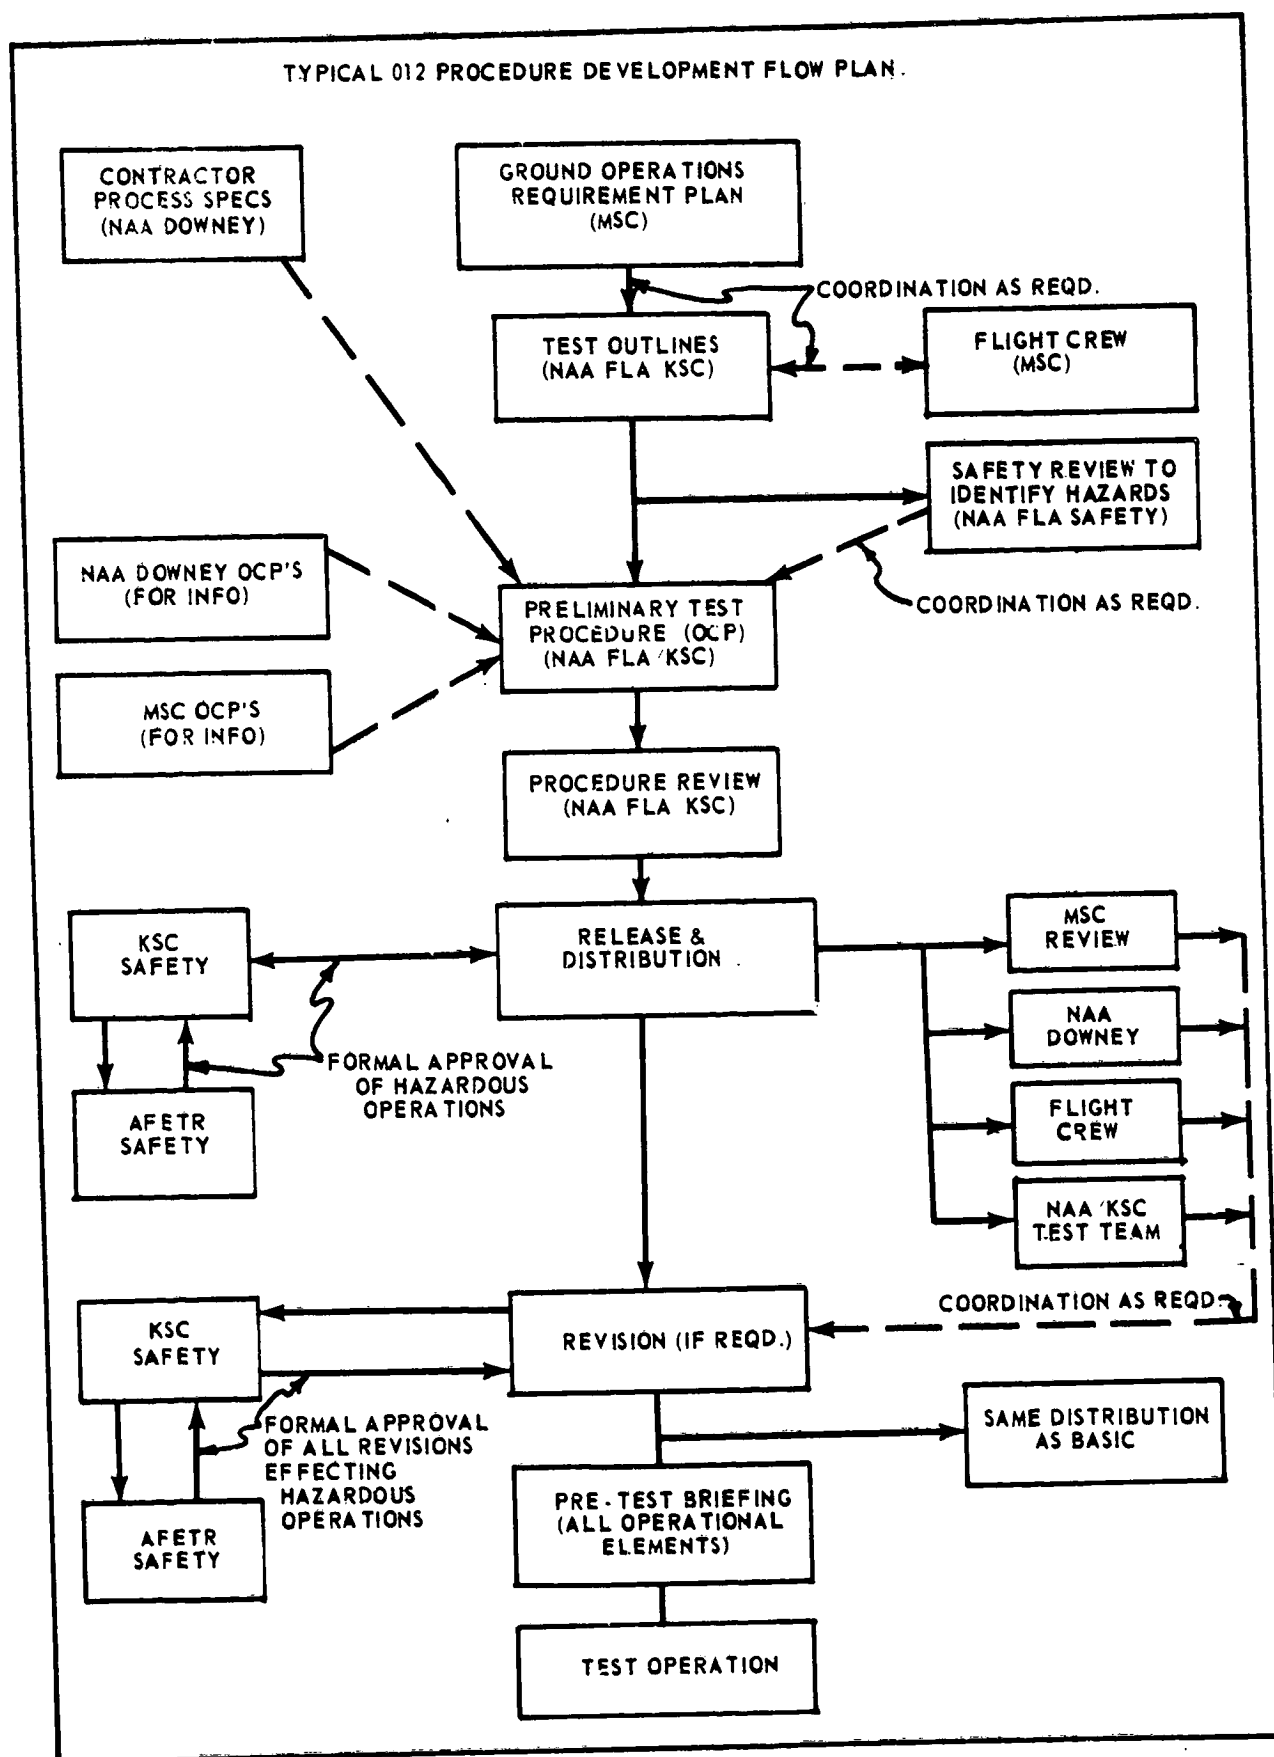 TYPICAL 012 PROCEDURE DEVELOPMENT FLOW PLAN.
CONTRACTOR
PROCESS SPECS
(NAA DOWNEY)
GROUND OPERATIONS
REQUIREMENT PLAN
(MSC)
COORDINATION AS REQD.
TEST OUTLINES
(NAA FLA KSC)
FLIGHT CREW
(MSC)
SAFETY REVIEW TO
IDENTIFY HAZARDS
(NAA FLA SAFETY)
COORDINATION AS REQD.
NAA DOWNEY OCP'S
(FOR INFO)
PRELIMINARY TEST
PROCEDURE (OCP)
(NAA FLA/KSC)
MSC OCP'S
(FOR INFO)
PROCEDURE REVIEW
(NAA FLA KSC)
KSC
SAFETY
RELEASE &
DISTRIBUTION
MSC
REVIEW
NAA
DOWNEY
FLIGHT
CREW
NAA/KSC
TEST TEAM
FORMAL APPROVAL
OF HAZARDOUS
OPERATIONS
AFETR
SAFETY
COORDINATION AS REQD.
KSC
SAFETY
REVISION (IF REQD.)
FORMAL APPROVAL
OF ALL REVISIONS
EFFECTING
HAZARDOUS
OPERATIONS
SAME DISTRIBUTION
AS BASIC
AFETR
SAFETY
PRE-TEST BRIEFING
(ALL OPERATIONAL
ELEMENTS)
TEST OPERATION